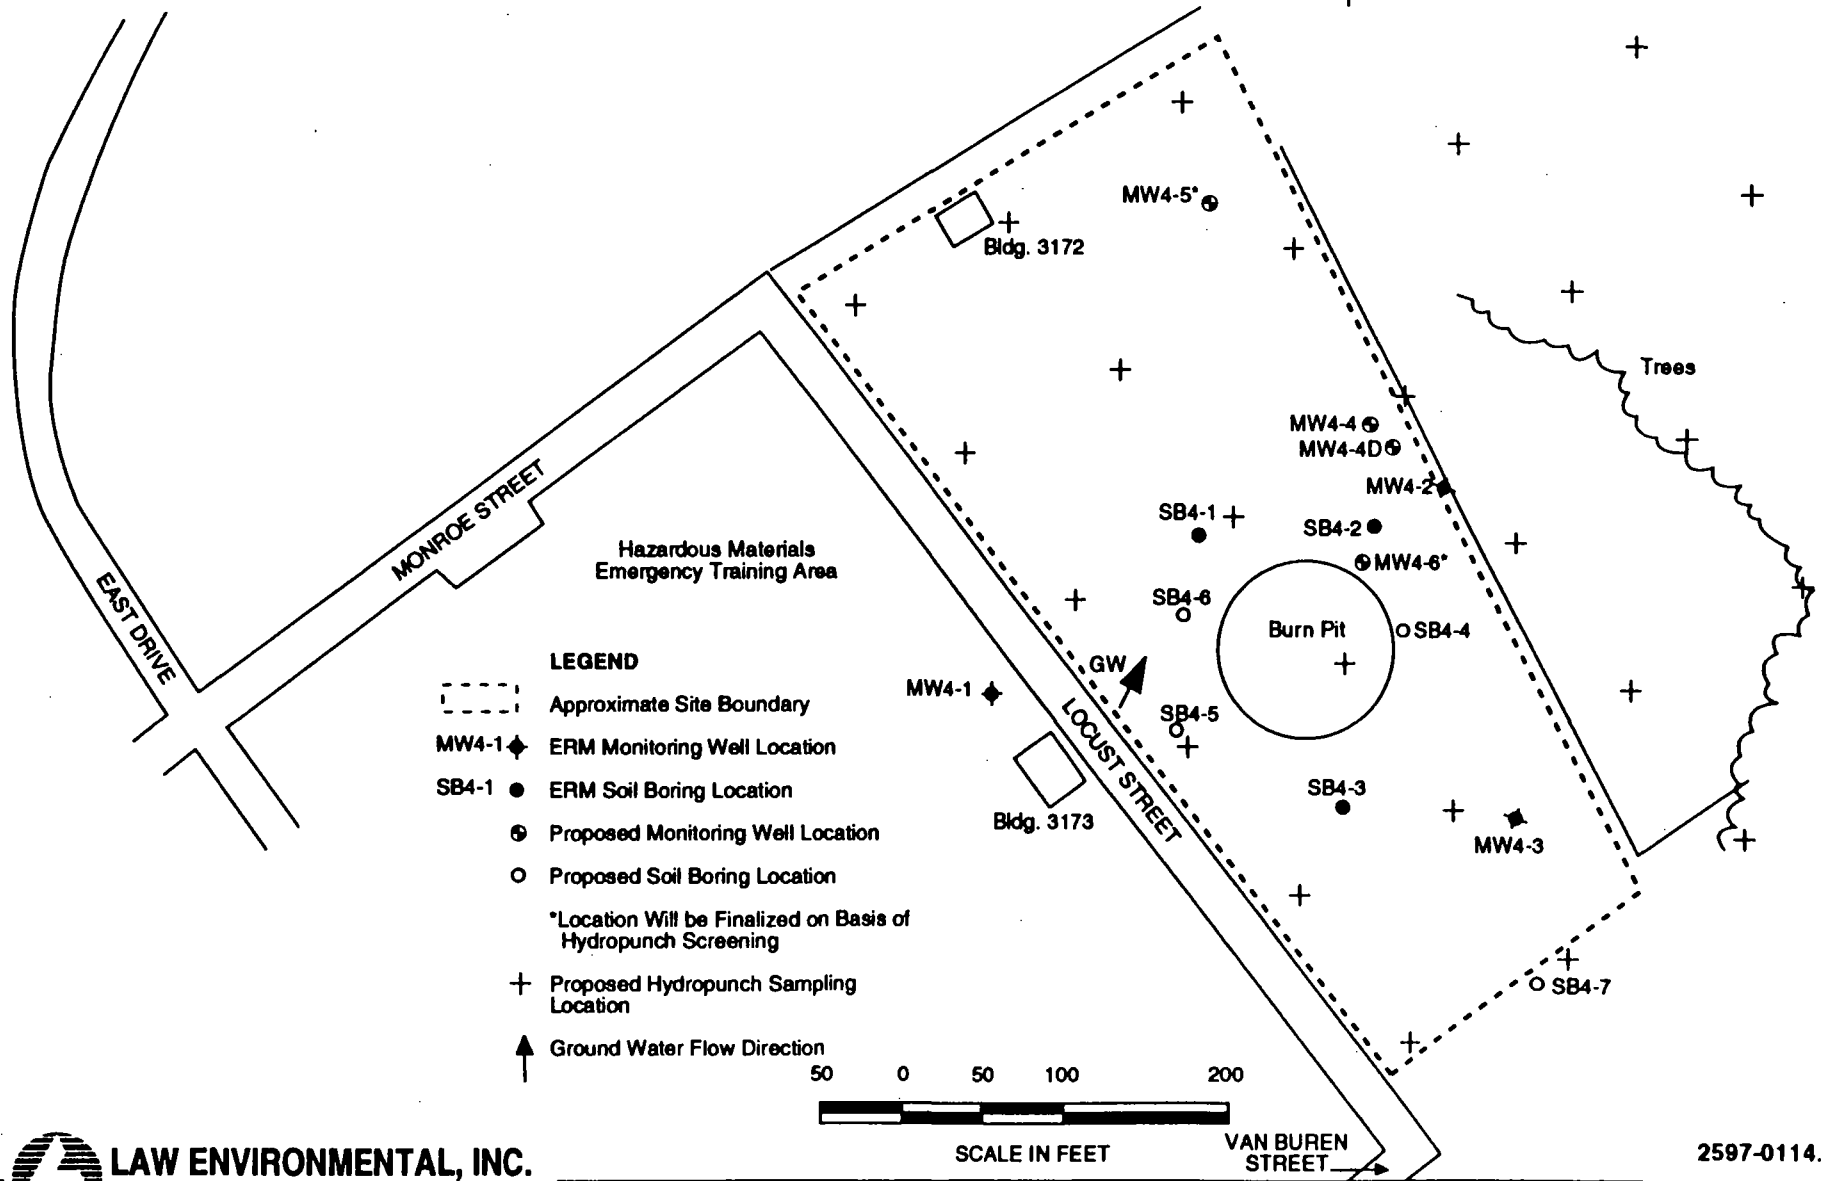 MW4-5*
Bldg. 3172
Trees
MW4-4
MW4-4D
MW4-2
SB4-1
SB4-2
MONROE STREET
Hazardous Materials
Emergency Training Area
MW4-6*
EAST DRIVE
SB4-6
Burn Pit
SB4-4
LEGEND
GW
MW4-1
Approximate Site Boundary
LOCUST STREET
SB4-5
MW4-1 ERM Monitoring Well Location
SB4-1 ERM Soil Boring Location
SB4-3
Bldg. 3173
Proposed Monitoring Well Location
MW4-3
Proposed Soil Boring Location
*Location Will be Finalized on Basis of
Hydropunch Screening
Proposed Hydropunch Sampling
Location
SB4-7
Ground Water Flow Direction
50 0 50 100 200
SCALE IN FEET
VAN BUREN
STREET
LAW ENVIRONMENTAL, INC.
2597-0114.